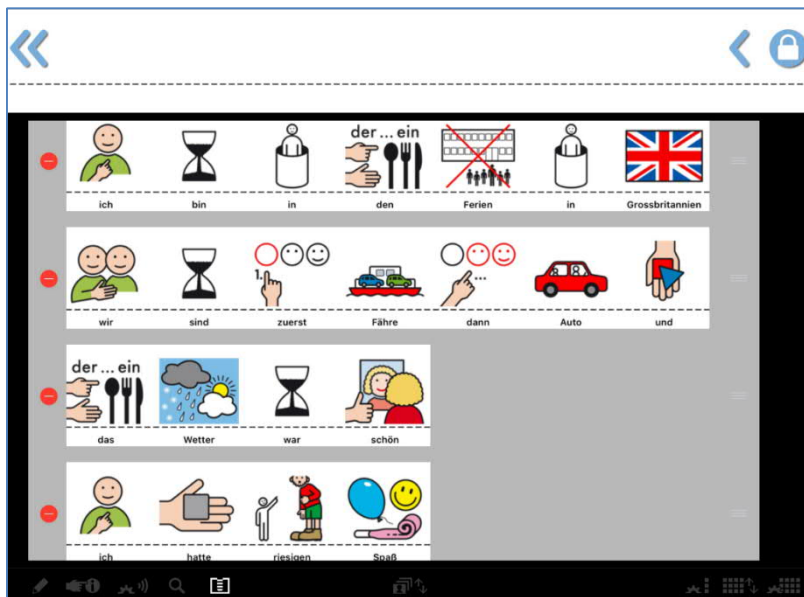 der ... ein
ich bin in den Ferien in Grossbritannien
1. ...
wir sind zuerst Fähre dann Auto und
der ... ein
das Wetter war schön
ich hatte riesigen Spaß